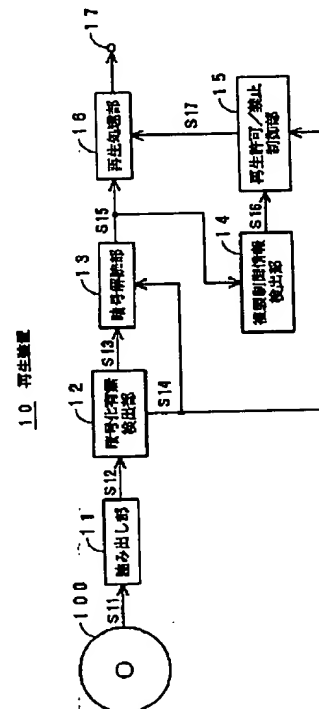 10 再生装置
100
S11
11
読み出し部
S12
12
暗号化有無
検出部
S13
S14
13
暗号解読部
S15
14
複製制限情報
検出部
S16
15
再生許可/禁止
制御部
S17
16
再生処理部
17